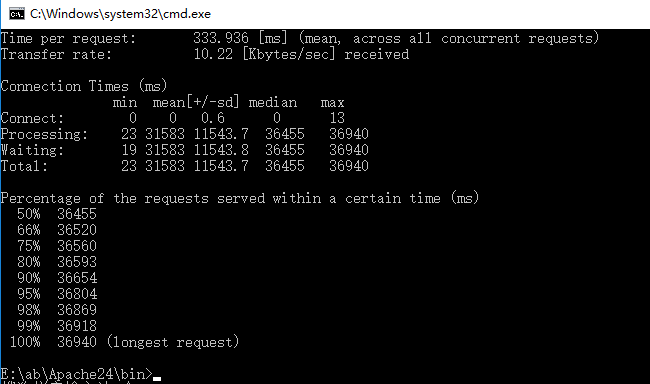 C:\Windows\system32\cmd.exe
Time per request: 333.936 [ms] (mean, across all concurrent requests)
Transfer rate: 10.22 [Kbytes/sec] received
Connection Times (ms)
min mean[+/-sd] median max
Connect: 0 0 0.6 0 13
Processing: 23 31583 11543.7 36455 36940
Waiting: 19 31583 11543.8 36455 36940
Total: 23 31583 11543.7 36455 36940
Percentage of the requests served within a certain time (ms)
50% 36455
66% 36520
75% 36560
80% 36593
90% 36654
95% 36804
98% 36869
99% 36918
100% 36940 (longest request)
E:\ab\Apache24\bin>